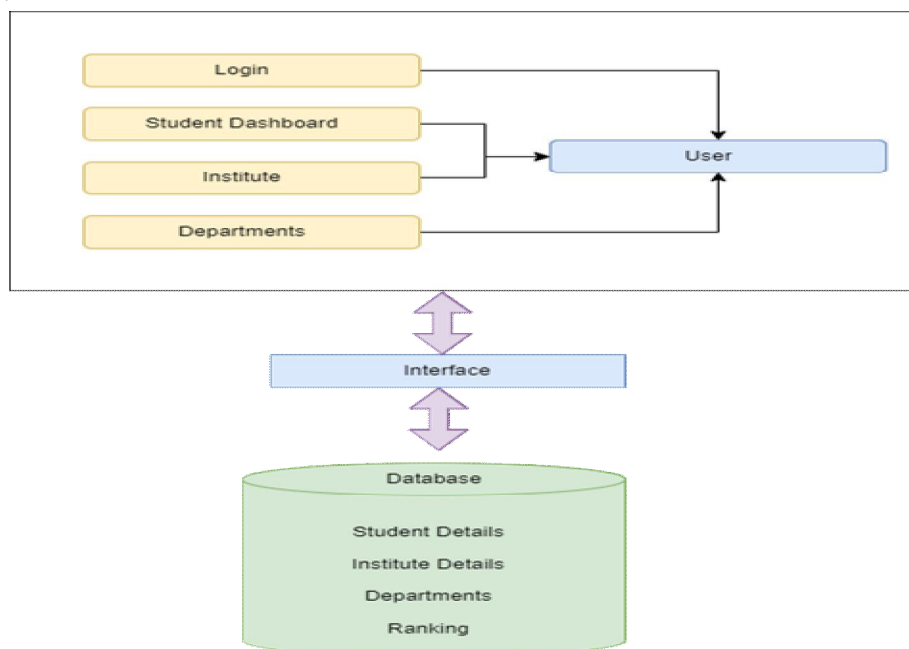 Login
Student Dashboard
Institute
Departments
User
Interface
Database
Student Details
Institute Details
Departments
Ranking